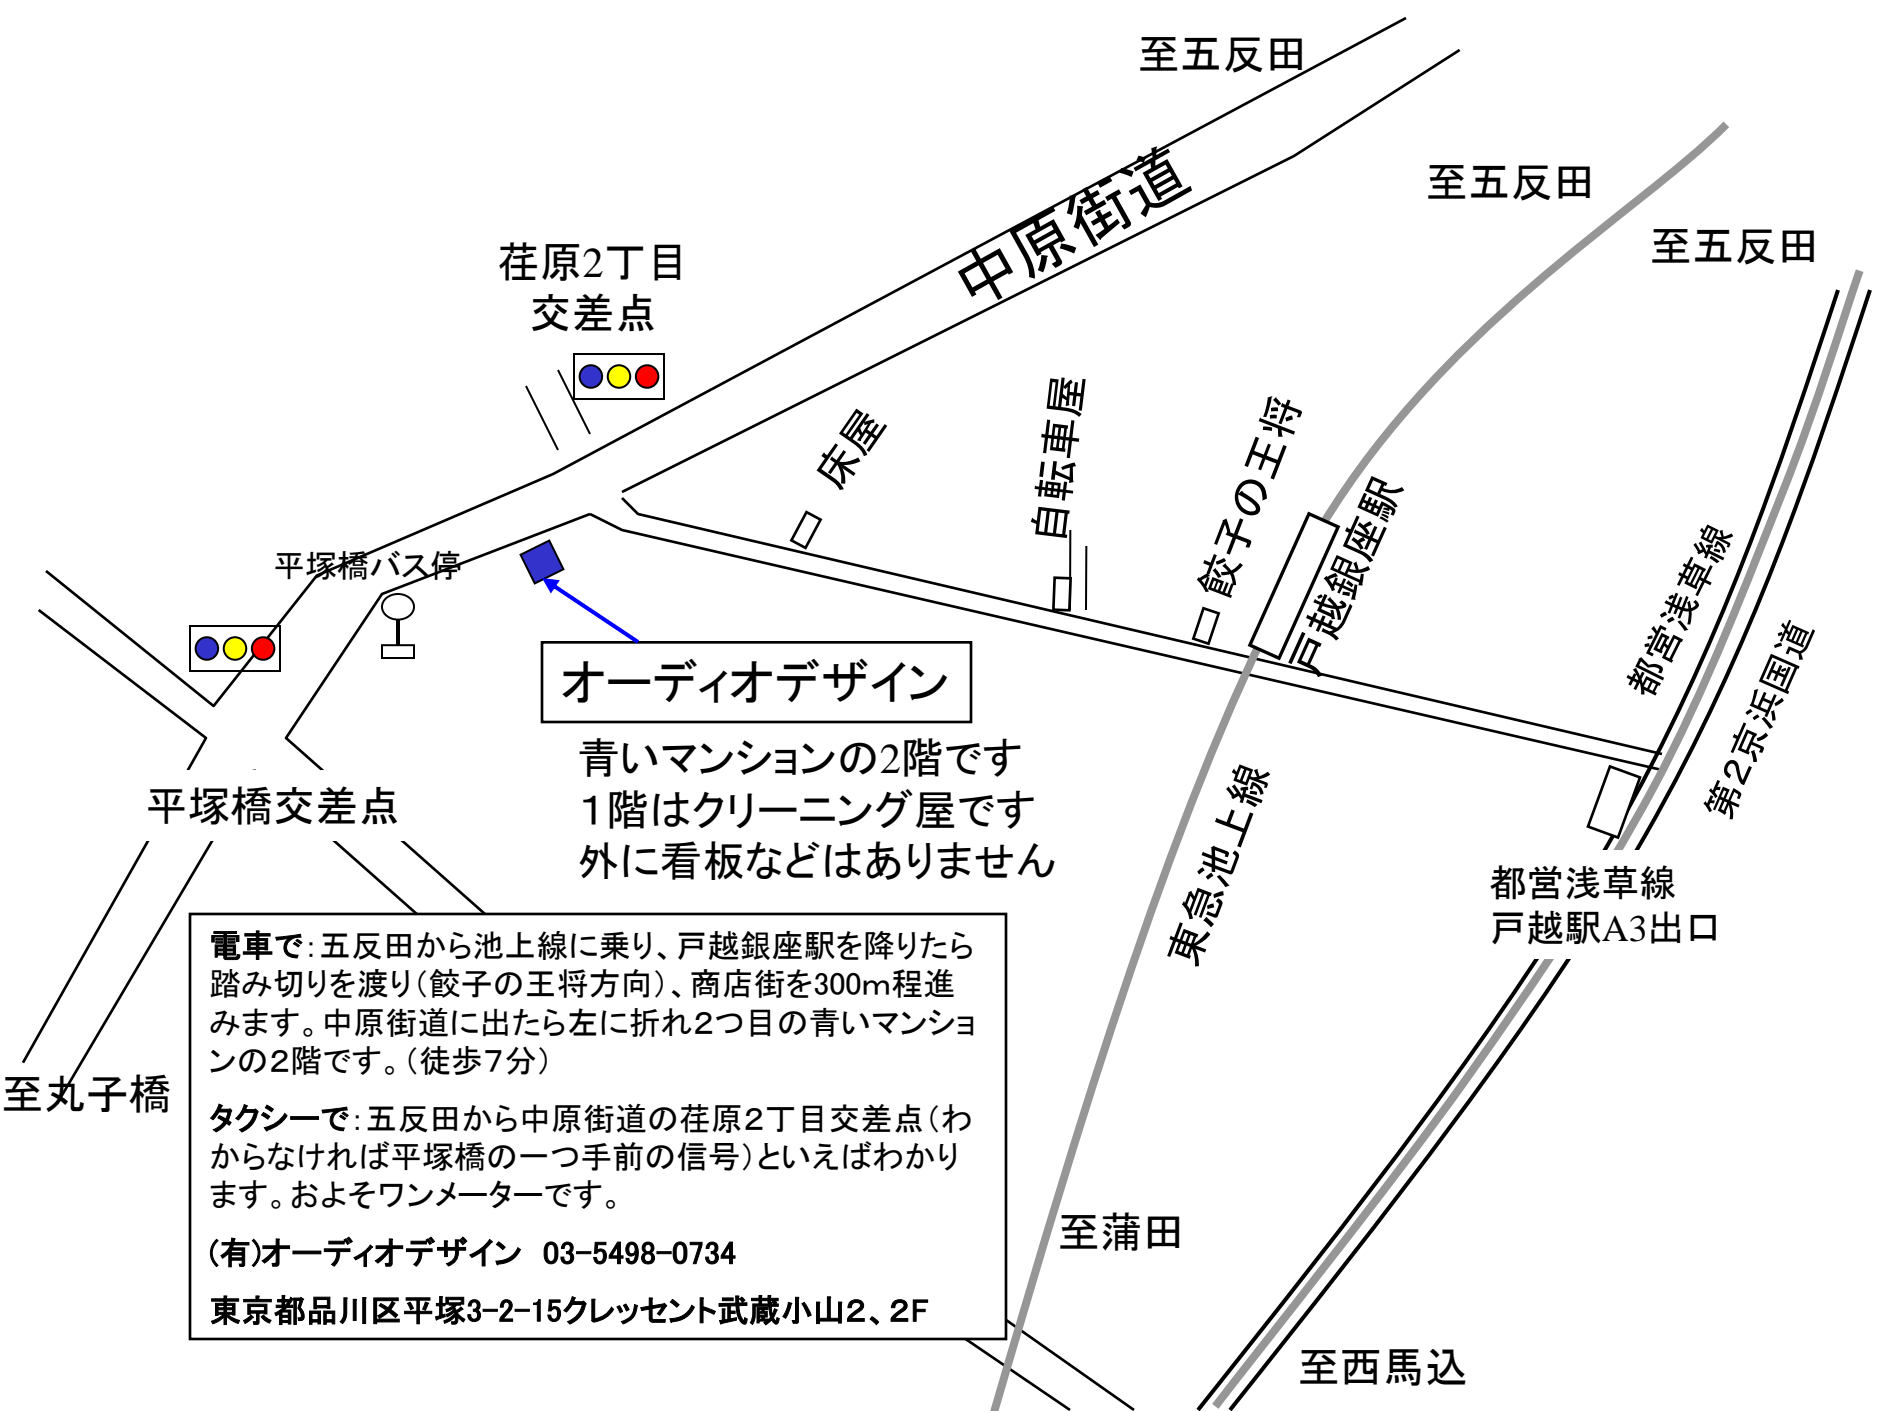 至五反田
至五反田
至五反田
中原街道
荏原2丁目
交差点
床屋
自転車屋
餃子の王将
戸越銀座駅
都営浅草線
第2京浜国道
平塚橋バス停
オーディオデザイン
青いマンションの2階です
1階はクリーニング屋です
外に看板などはありません
平塚橋交差点
東急池上線
都営浅草線
戸越駅A3出口
電車で：五反田から池上線に乗り、戸越銀座駅を降りたら
踏み切りを渡り（餃子の王将方向）、商店街を300ｍ程進
みます。中原街道に出たら左に折れ２つ目の青いマンショ
ンの２階です。（徒歩７分）
タクシーで：五反田から中原街道の荏原２丁目交差点（わ
からなければ平塚橋の一つ手前の信号）といえばわかり
ます。およそワンメーターです。
(有)オーディオデザイン　03-5498-0734
東京都品川区平塚3-2-15クレッセント武蔵小山２、２F
至丸子橋
至蒲田
至西馬込